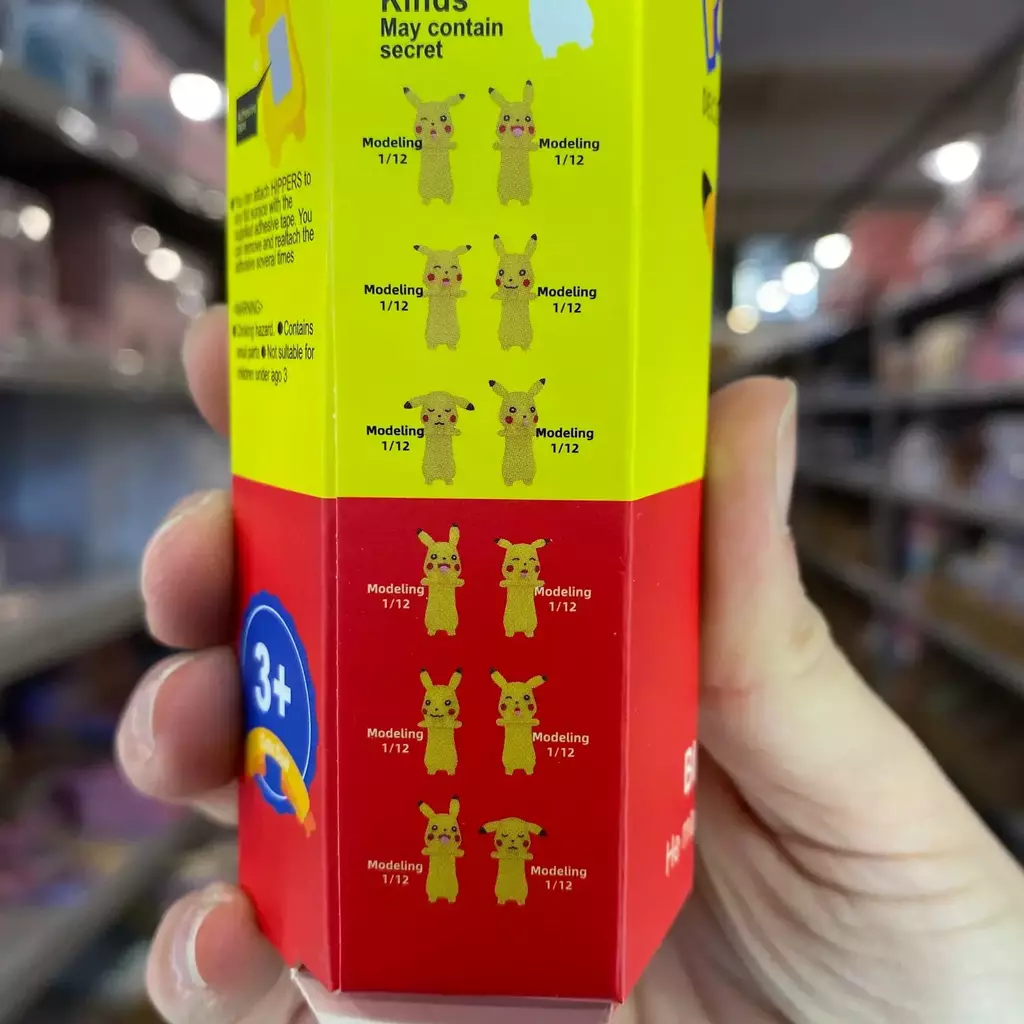 Kinds
May contain
secret
● You can attach HIPPERS to
any flat surface with the
supplied adhesive tape. You
can remove and reattach the
adhesive several times
<WARNING>
● Choking hazard. ● Contains
small parts. ● Not suitable for
children under ago 3
Modeling
1/12
Modeling
1/12
Modeling
1/12
Modeling
1/12
Modeling
1/12
Modeling
1/12
3+
Modeling
1/12
Modeling
1/12
Modeling
1/12
Modeling
1/12
Modeling
1/12
Modeling
1/12